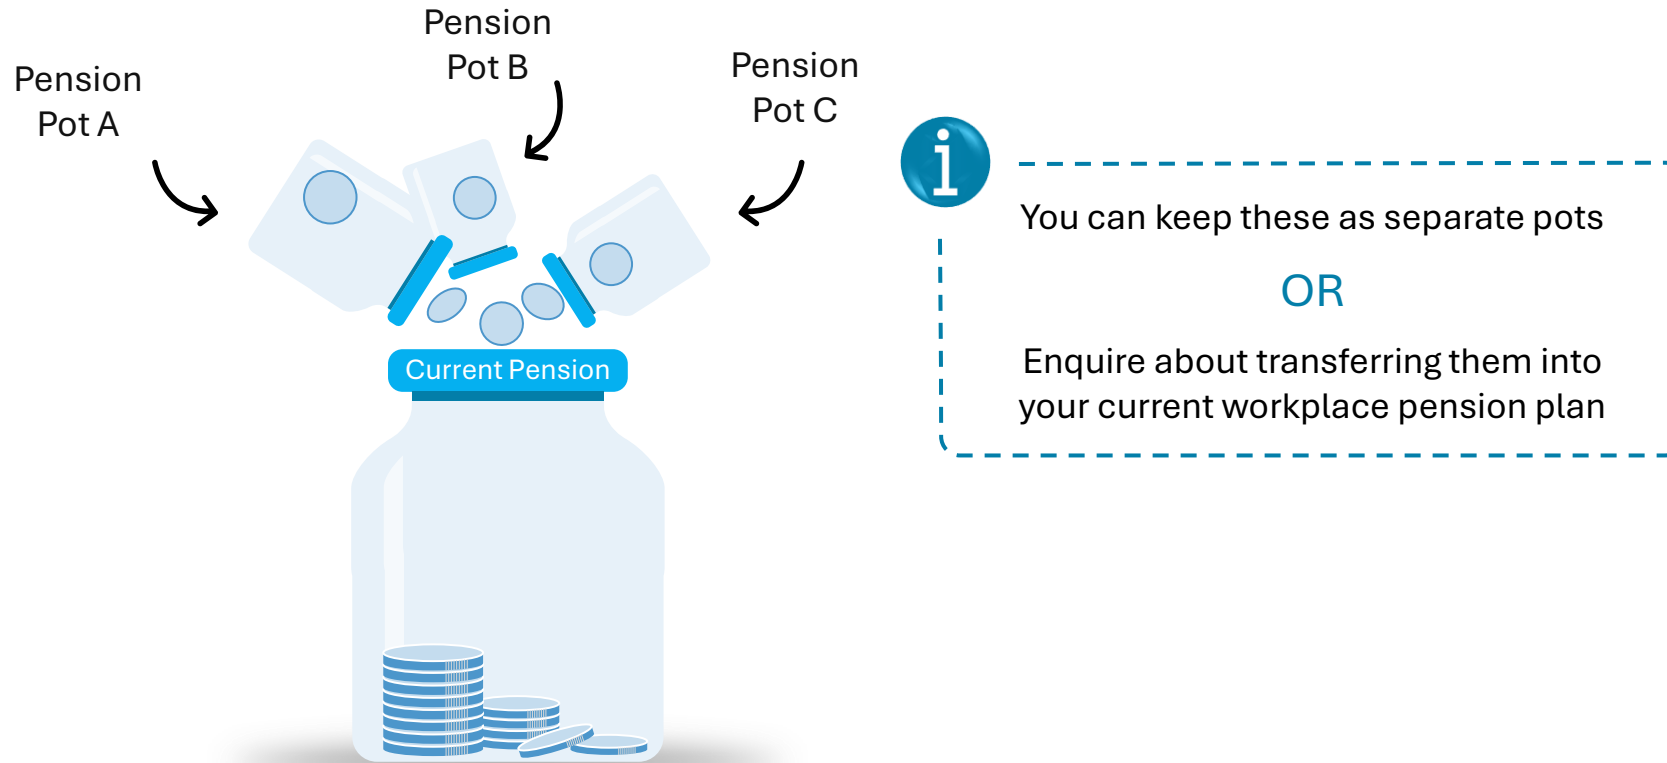 Pension
Pot A
Pension
Pot B
Pension
Pot C
Current Pension
i
You can keep these as separate pots
OR
Enquire about transferring them into
your current workplace pension plan